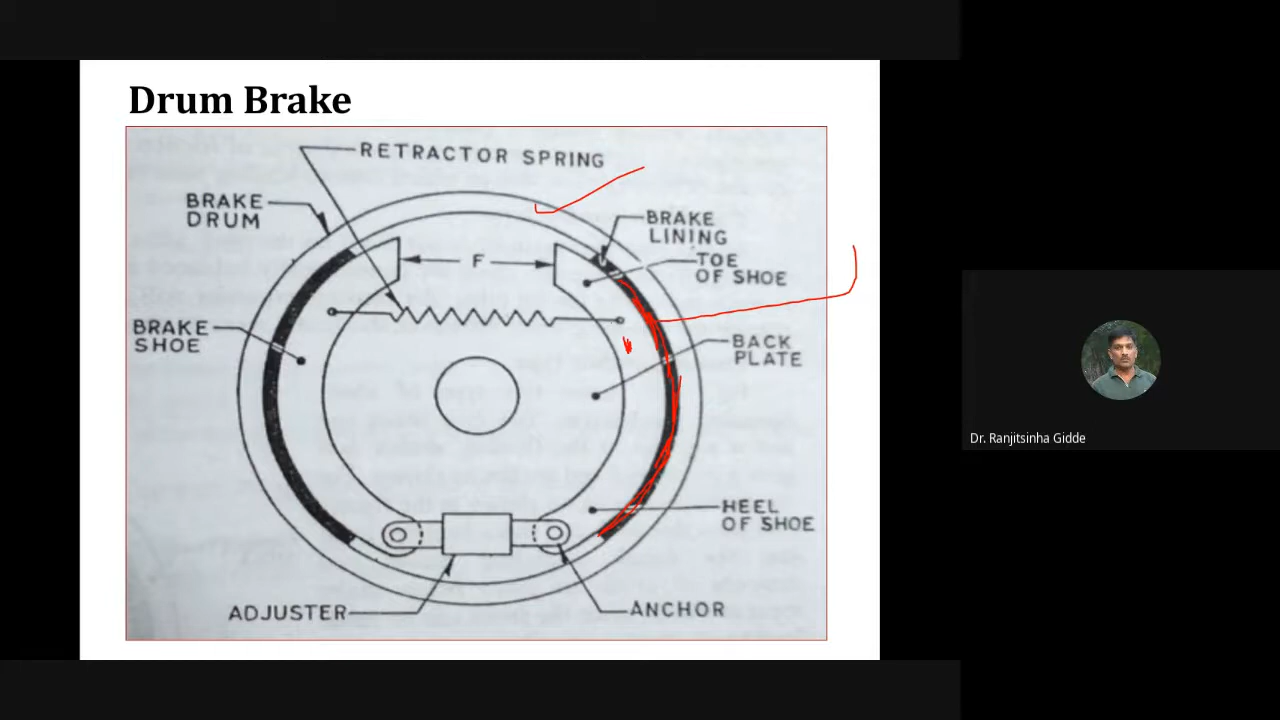 Drum Brake
RETRACTOR SPRING
BRAKE
DRUM
BRAKE
LINING
TOE
OF SHOE
F
BRAKE
SHOE
BACK
PLATE
HEEL
OF SHOE
ADJUSTER
ANCHOR
Dr. Ranjitsinha Gidde